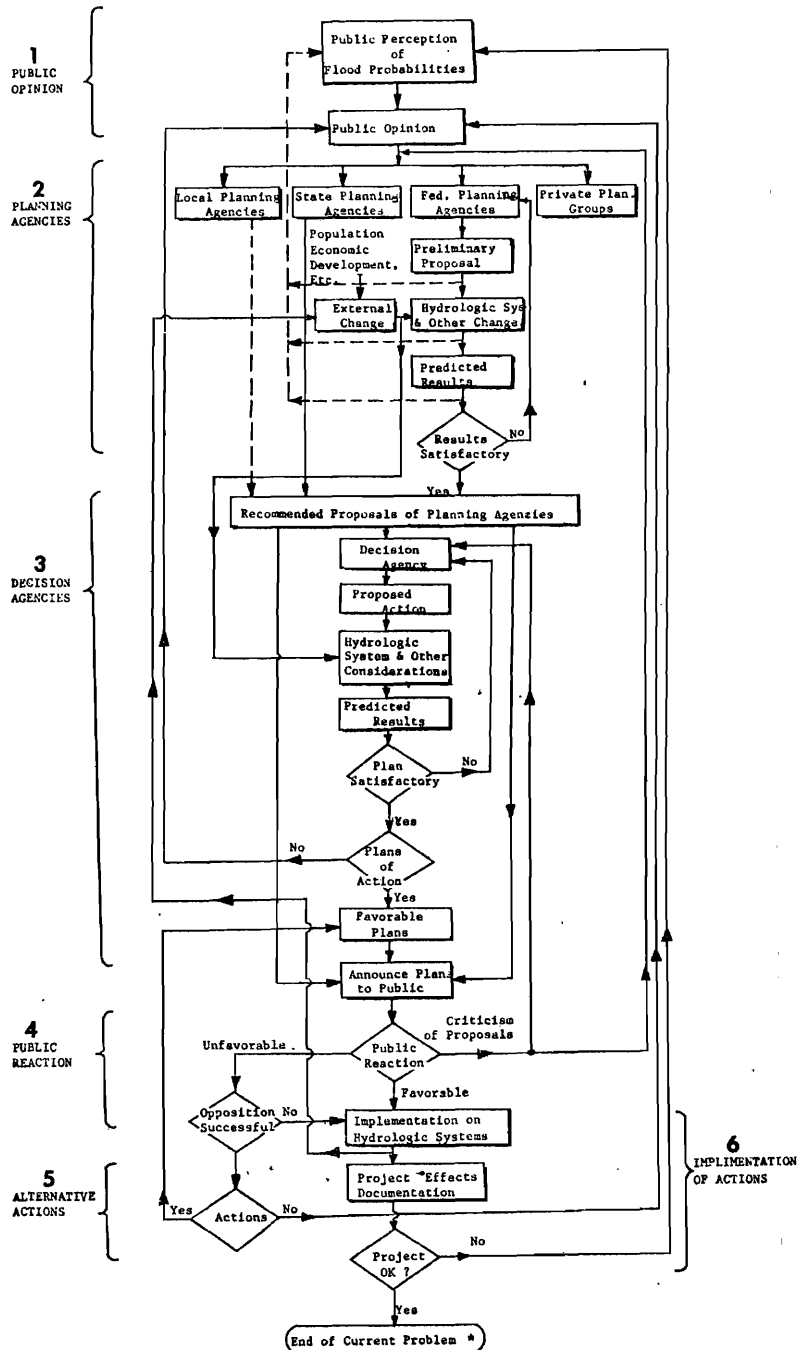 1
PUBLIC
OPINION
Public Perception
of
Flood Probabilities
Public Opinion
2
PLANNING
AGENCIES
Local Planning
Agencies
State Planning
Agencies
Fed. Planning
Agencies
Private Plan.
Groups
Population
Economic
Development,
Etc.
Preliminary
Proposal
External
Change
Hydrologic Sys
& Other Change
Predicted
Results
Results
Satisfactory
No
Yes
3
DECISION
AGENCIES
Recommended Proposals of Planning Agencies
Decision
Agency
Proposed
Action
Hydrologic
System & Other
Considerations
Predicted
Results
Plan
Satisfactory
No
Yes
Plans
of
Action
No
Yes
Favorable
Plans
Announce Plans
to Public
4
PUBLIC
REACTION
Public
Reaction
Criticism
of Proposals
Unfavorable
Favorable
Opposition
Successful
No
Implementation on
Hydrologic Systems
5
ALTERNATIVE
ACTIONS
Actions
Yes
No
Project Effects
Documentation
6
IMPLIMENTATION
OF ACTIONS
Project
OK ?
No
Yes
End of Current Problem *